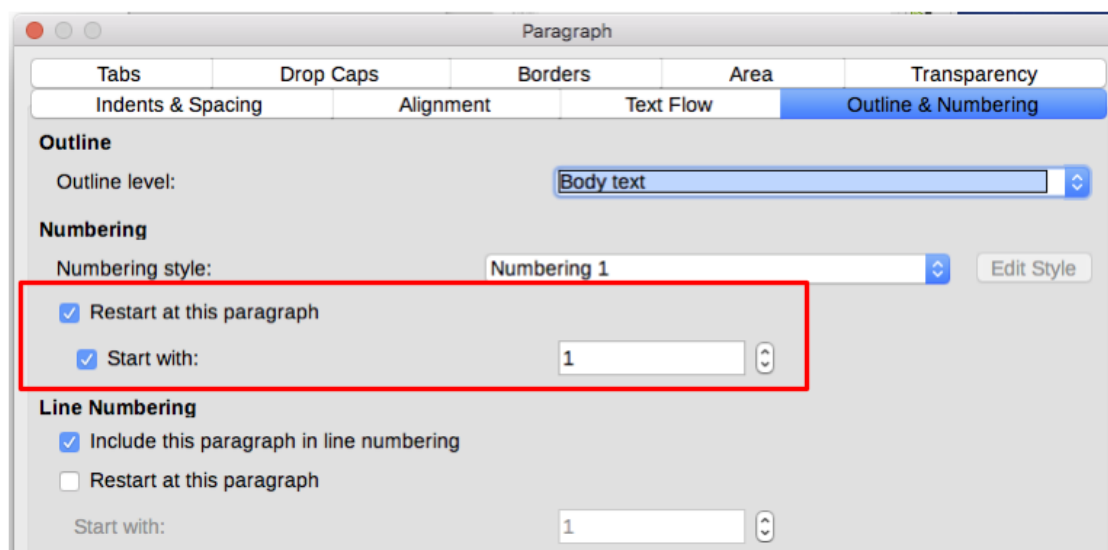 Paragraph
Tabs Drop Caps Borders Area Transparency
Indents & Spacing Alignment Text Flow Outline & Numbering
Outline
Outline level: Body text
Numbering
Numbering style: Numbering 1 Edit Style
Restart at this paragraph
Start with: 1
Line Numbering
Include this paragraph in line numbering
Restart at this paragraph
Start with: 1